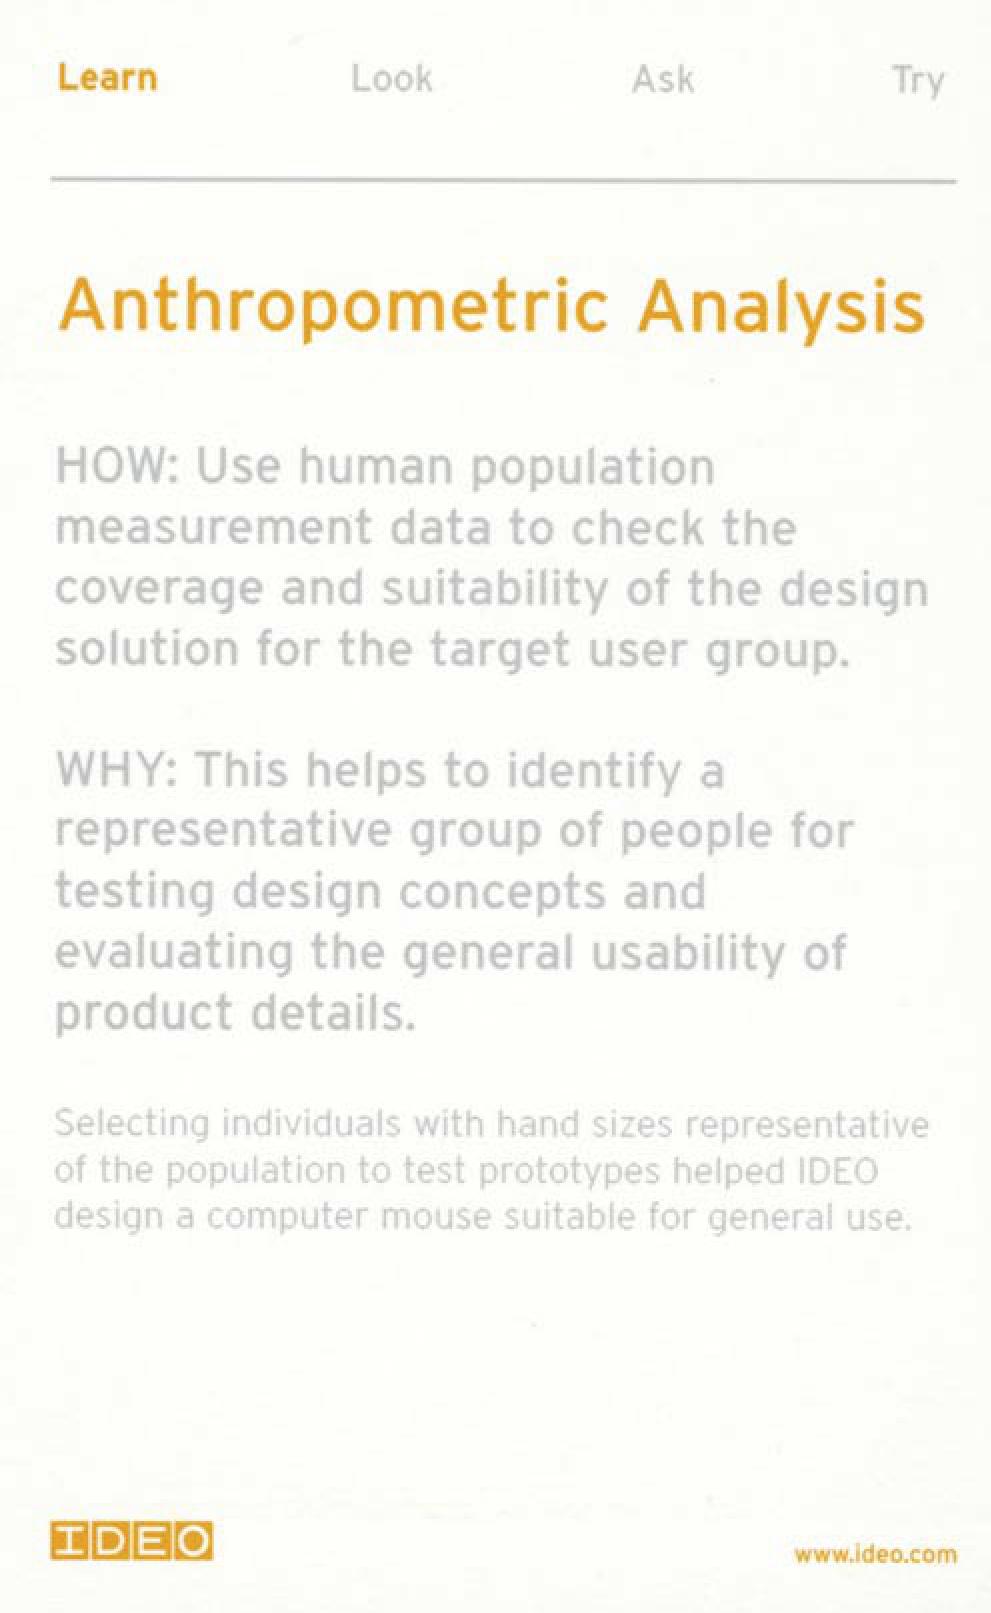 Learn Look Ask Try
Anthropometric Analysis
HOW: Use human population
measurement data to check the
coverage and suitability of the design
solution for the target user group.
WHY: This helps to identify a
representative group of people for
testing design concepts and
evaluating the general usability of
product details.
Selecting individuals with hand sizes representative
of the population to test prototypes helped IDEO
design a computer mouse suitable for general use.
IDEO www.ideo.com